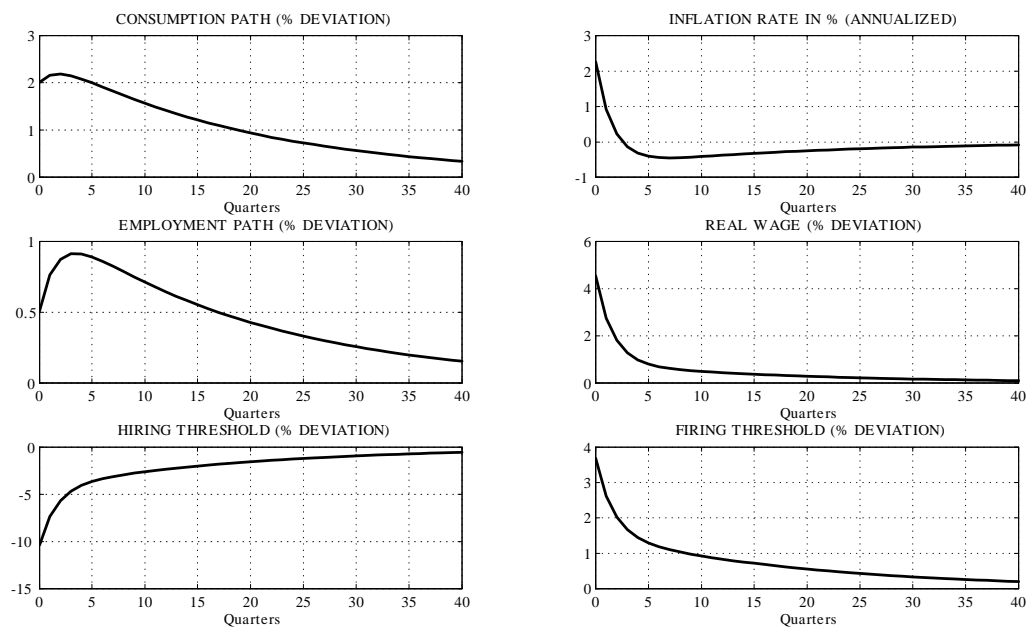 CONSUMPTION PATH (% DEVIATION)
3
2
1
0
0 5 10 15 20 25 30 35 40
Quarters
INFLATION RATE IN % (ANNUALIZED)
3
2
1
0
-1
0 5 10 15 20 25 30 35 40
Quarters
EMPLOYMENT PATH (% DEVIATION)
1
0.5
0
0 5 10 15 20 25 30 35 40
Quarters
REAL WAGE (% DEVIATION)
6
4
2
0
0 5 10 15 20 25 30 35 40
Quarters
HIRING THRESHOLD (% DEVIATION)
0
-5
-10
-15
0 5 10 15 20 25 30 35 40
Quarters
FIRING THRESHOLD (% DEVIATION)
4
3
2
1
0
0 5 10 15 20 25 30 35 40
Quarters